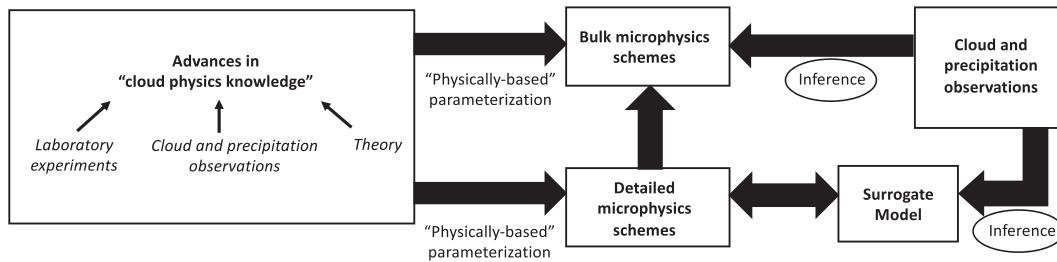 Advances in
“cloud physics knowledge”
Laboratory
experiments
Cloud and precipitation
observations
Theory
“Physically-based”
parameterization
“Physically-based”
parameterization
Bulk microphysics
schemes
Detailed
microphysics
schemes
Inference
Cloud and
precipitation
observations
Surrogate
Model
Inference